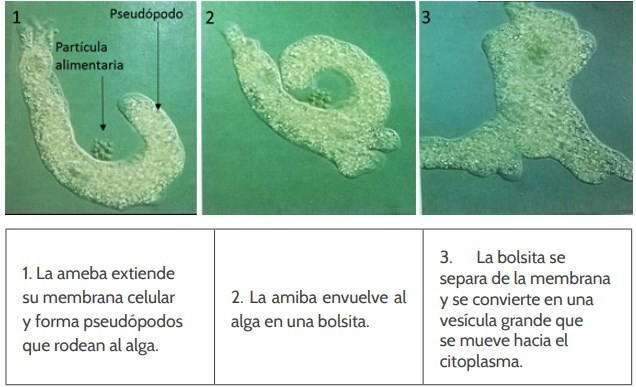 1
Pseudópodo
Partícula
alimentaria
2
3
1. La ameba extiende
su membrana celular
y forma pseudópodos
que rodean al alga.
2. La amiba envuelve al
alga en una bolsita.
3. La bolsita se
separa de la membrana
y se convierte en una
vesícula grande que
se mueve hacia el
citoplasma.